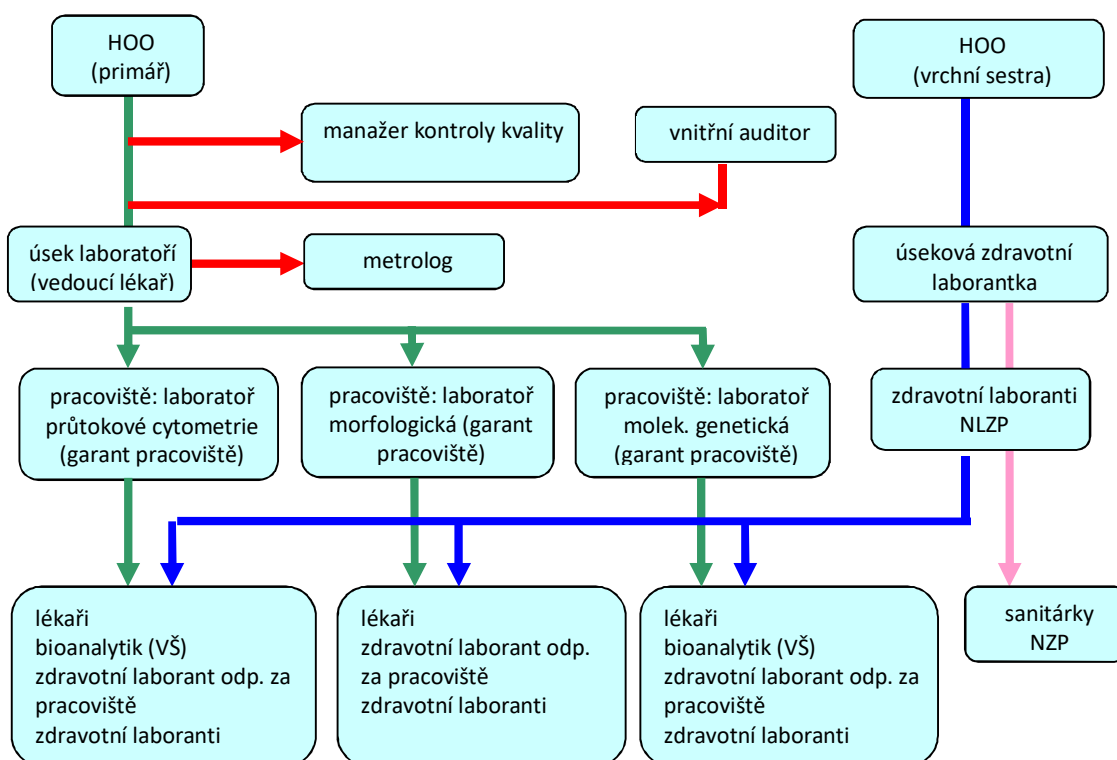 HOO
(primář)
HOO
(vrchní sestra)
manažer kontroly kvality
vnitřní auditor
úsek laboratoří
(vedoucí lékař)
metrolog
úseková zdravotní
laborantka
pracoviště: laboratoř
průtokové cytometrie
(garant pracoviště)
pracoviště: laboratoř
morfologická (garant
pracoviště)
pracoviště: laboratoř
molek. genetická
(garant pracoviště)
zdravotní laboranti
NLZP
lékaři
bioanalytik (VŠ)
zdravotní laborant odp. za
pracoviště
zdravotní laboranti
lékaři
zdravotní laborant odp.
za pracoviště
zdravotní laboranti
lékaři
bioanalytik (VŠ)
zdravotní laborant odp. za
pracoviště
zdravotní laboranti
sanitárky
NZP